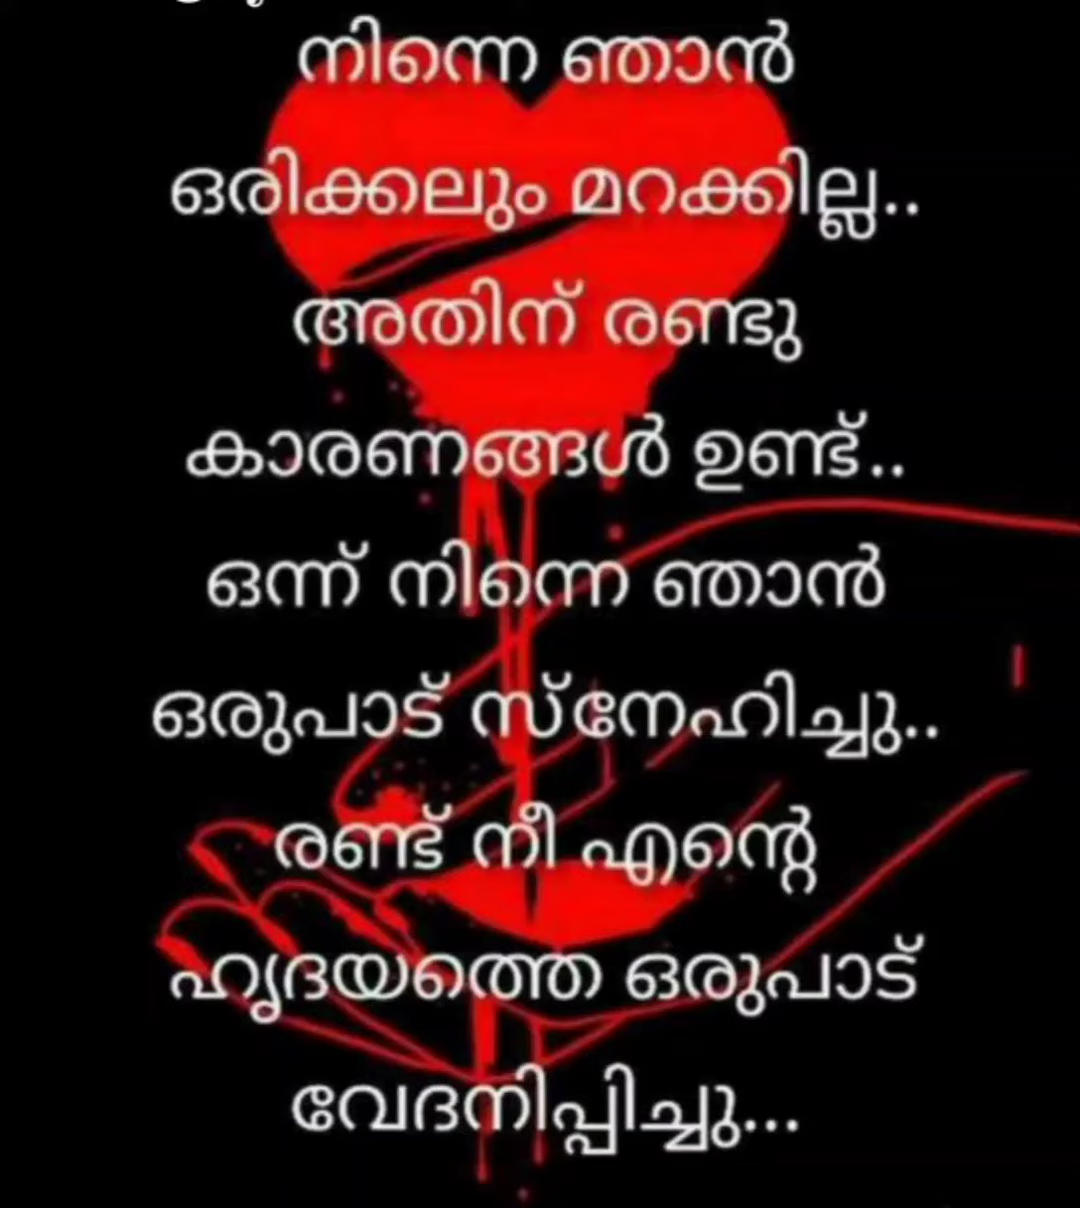 നിന്നെ ഞാൻ
ഒരിക്കലും മറക്കില്ല..
അതിന് രണ്ടു
കാരണങ്ങൾ ഉണ്ട്..
ഒന്ന് നിന്നെ ഞാൻ
ഒരുപാട് സ്നേഹിച്ചു..
രണ്ട് നീ എന്റെ
ഹൃദയത്തെ ഒരുപാട്
വേദനിപ്പിച്ചു...